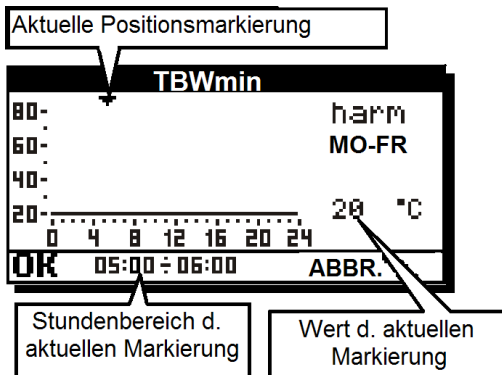 Aktuelle Positionsmarkierung
TBWmin
80
harm
60
MO-FR
40
20
20 °C
0 4 8 12 16 20 24
OK 05:00÷06:00 ABBR.
Stundenbereich d.
aktuellen Markierung
Wert d. aktuellen
Markierung